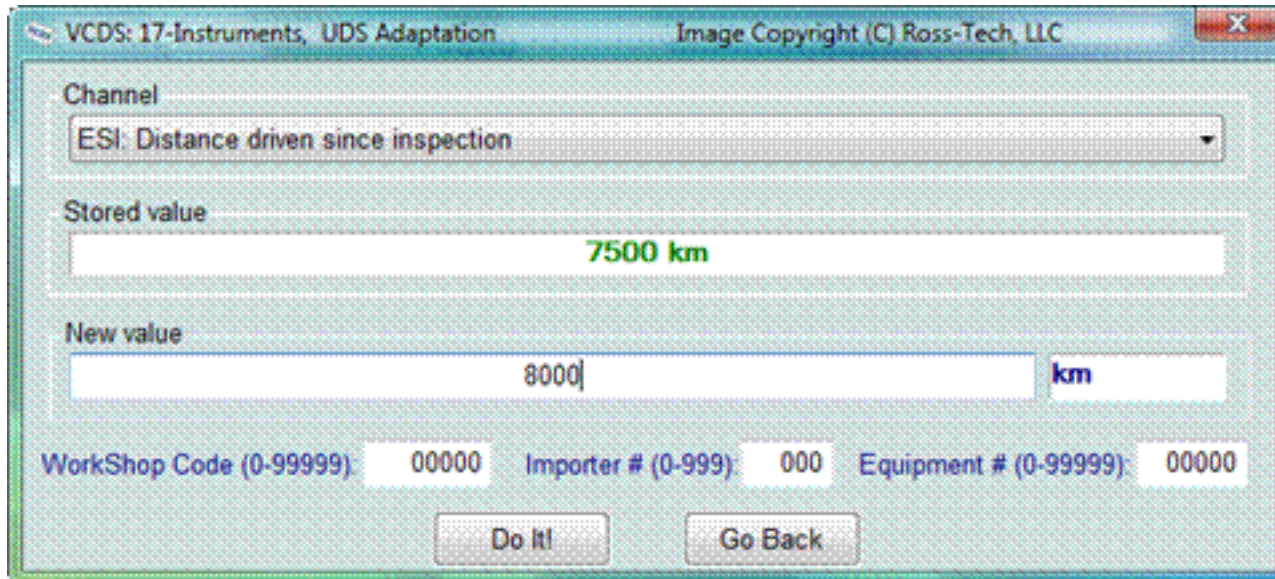 VCDS: 17-Instruments, UDS Adaptation Image Copyright (C) Ross-Tech, LLC
Channel
ESI: Distance driven since inspection
Stored value
7500 km
New value
8000 km
WorkShop Code (0-99999): 00000 Importer # (0-999): 000 Equipment # (0-99999): 00000
Do It! Go Back